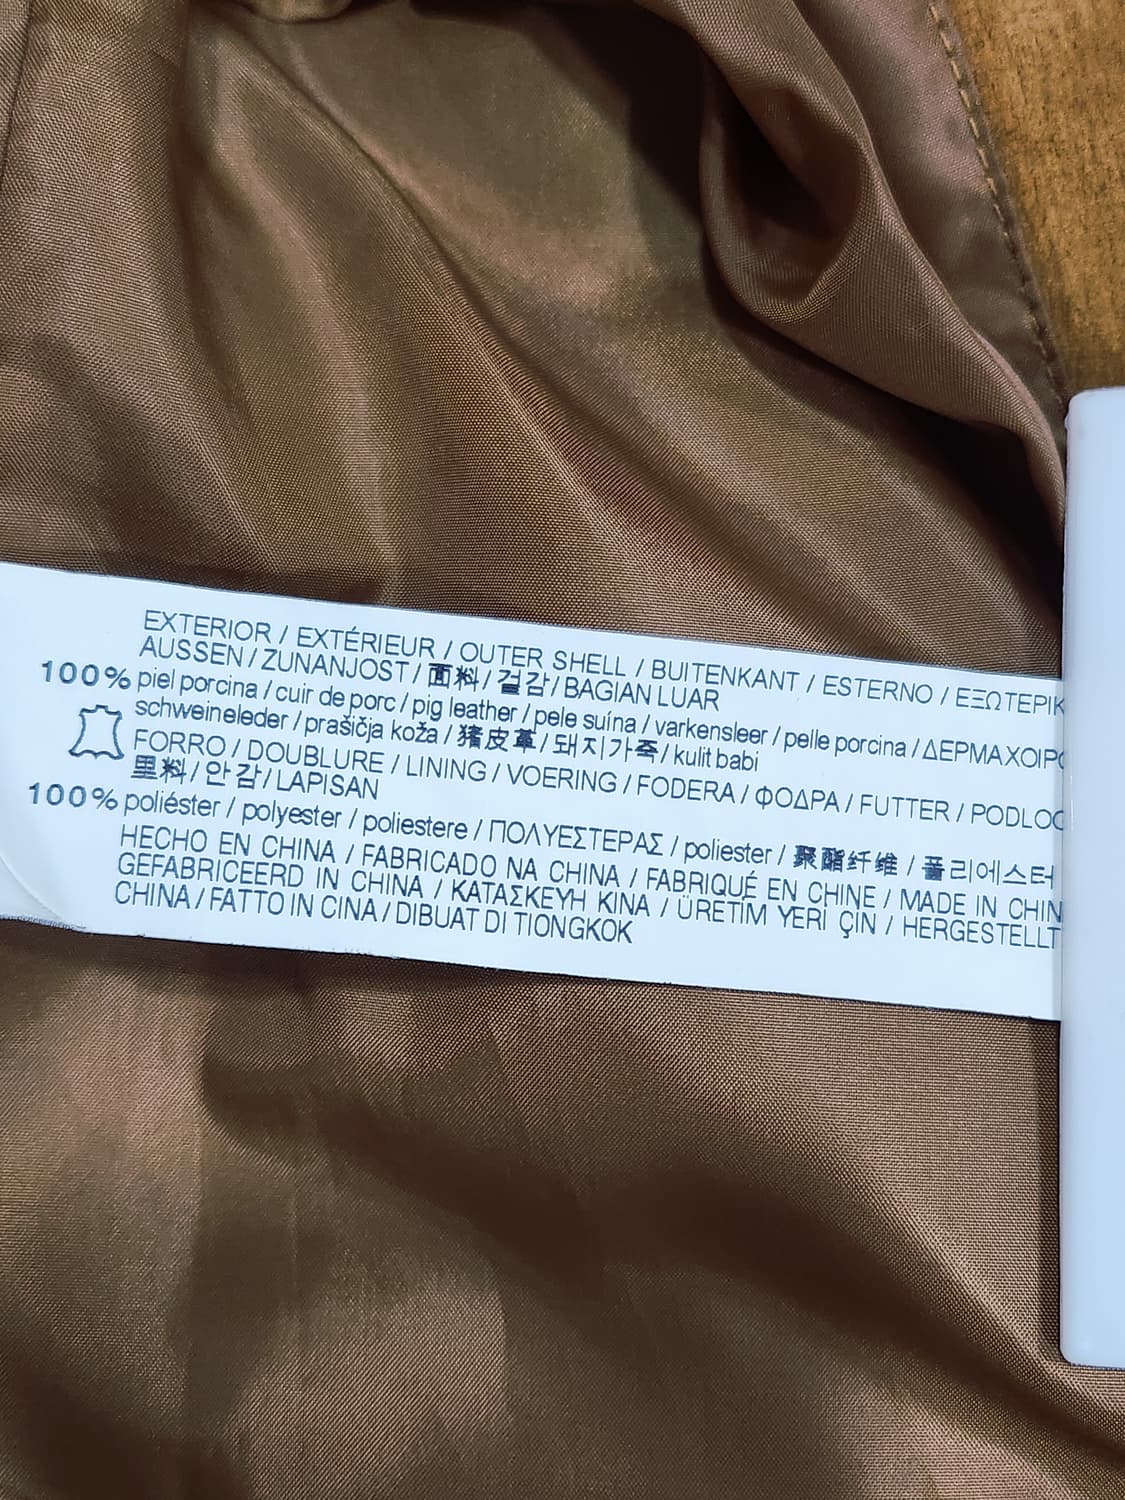 EXTERIOR / EXTÉRIEUR / OUTER SHELL / BUITENKANT / ESTERNO / ΕΞΩΤΕΡΙΚ
AUSSEN / ZUNANJOST / 面料 / 겉감 / BAGIAN LUAR
100% piel porcina / cuir de porc / pig leather / pele suína / varkensleer / pelle porcina / ΔΕΡΜΑ ΧΟΙΡΟ
schweineleder / prašičja koža / 猪皮革 / 돼지가죽 / kulit babi
FORRO / DOUBLURE / LINING / VOERING / FODERA / ΦΟΔΡΑ / FUTTER / PODLOG
里料 / 안감 / LAPISAN
100% poliéster / polyester / poliestere / ΠΟΛΥΕΣΤΕΡΑΣ / poliester / 聚酯纤维 / 폴리에스터
HECHO EN CHINA / FABRICADO NA CHINA / FABRIQUÉ EN CHINE / MADE IN CHIN
GEFABRICEERD IN CHINA / ΚΑΤΑΣΚΕΥΗ ΚΙΝΑ / ÜRETİM YERİ ÇİN / HERGESTELLT
CHINA / FATTO IN CINA / DIBUAT DI TIONGKOK